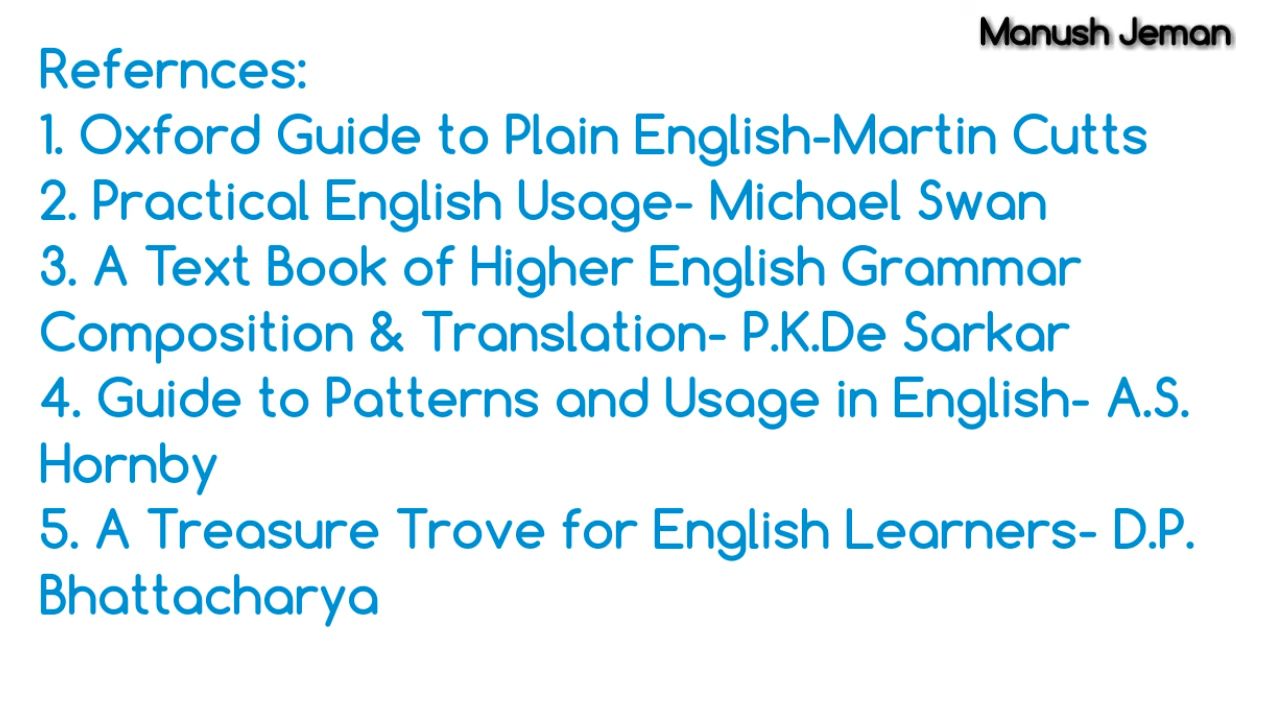 Manush Jeman
Refernces:
1. Oxford Guide to Plain English-Martin Cutts
2. Practical English Usage- Michael Swan
3. A Text Book of Higher English Grammar
Composition & Translation- P.K.De Sarkar
4. Guide to Patterns and Usage in English- A.S.
Hornby
5. A Treasure Trove for English Learners- D.P.
Bhattacharya